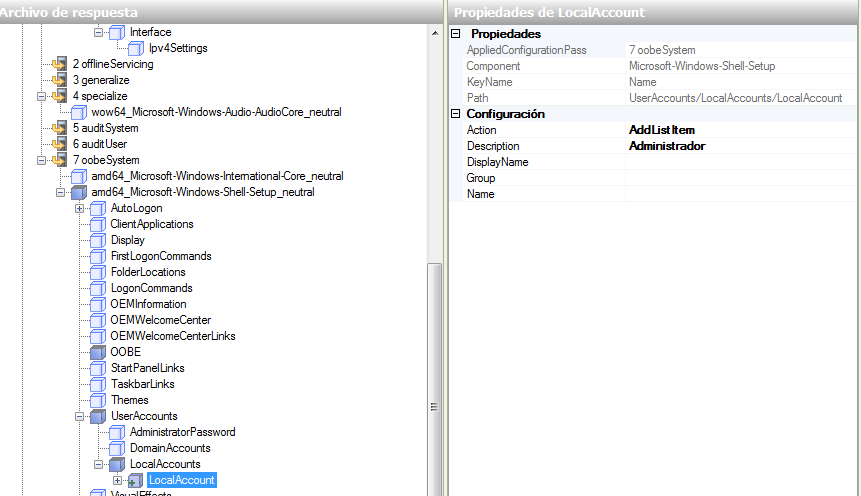 Archivo de respuesta
Interface
Ipv4Settings
2 offlineServicing
3 generalize
4 specialize
wow64_Microsoft-Windows-Audio-AudioCore_neutral
5 auditSystem
6 auditUser
7 oobeSystem
amd64_Microsoft-Windows-International-Core_neutral
amd64_Microsoft-Windows-Shell-Setup_neutral
AutoLogon
ClientApplications
Display
FirstLogonCommands
FolderLocations
LogonCommands
OEMInformation
OEMWelcomeCenter
OEMWelcomeCenterLinks
OOBE
StartPanelLinks
TaskbarLinks
Themes
UserAccounts
AdministratorPassword
DomainAccounts
LocalAccounts
LocalAccount
VisualEffects
Propiedades de LocalAccount
Propiedades
AppliedConfigurationPass 7 oobeSystem
Component Microsoft-Windows-Shell-Setup
KeyName Name
Path UserAccounts/LocalAccounts/LocalAccount
Configuración
Action AddListItem
Description Administrador
DisplayName
Group
Name